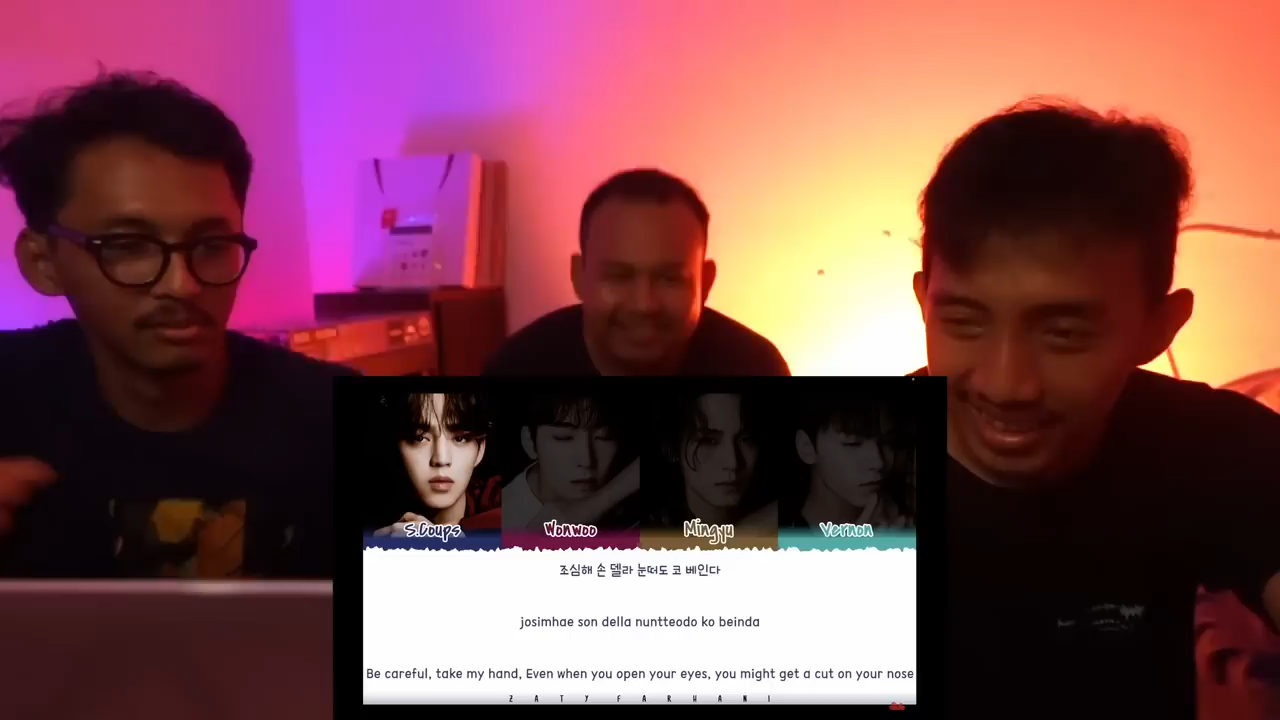 S.Coups Wonwoo Mingyu Vernon
조심해 손 델라 눈떠도 코 베인다
josimhae son della nuntteodo ko beinda
Be careful, take my hand, Even when you open your eyes, you might get a cut on your nose
ZATY FARHANI